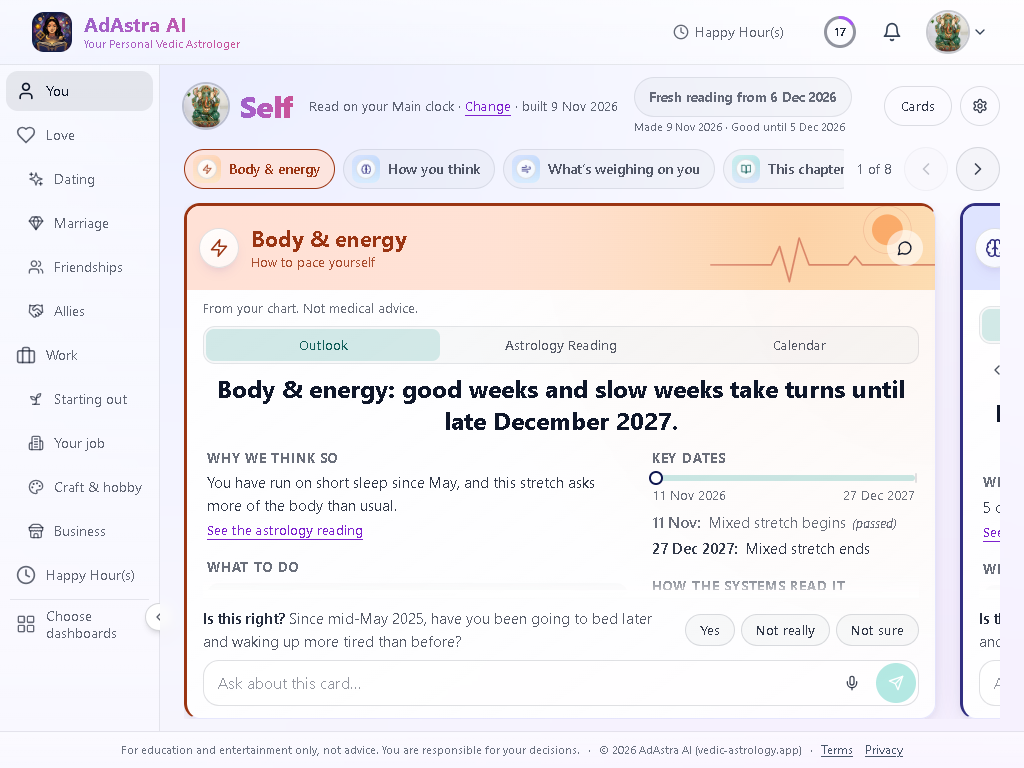 AdAstra AI
Your Personal Vedic Astrologer
Happy Hour(s)
17
You
Love
Dating
Marriage
Friendships
Allies
Work
Starting out
Your job
Craft & hobby
Business
Happy Hour(s)
Choose
dashboards
Self
Read on your Main clock · Change · built 9 Nov 2026
Fresh reading from 6 Dec 2026
Made 9 Nov 2026 · Good until 5 Dec 2026
Cards
Body & energy
How you think
What's weighing on you
This chapter
1 of 8
Body & energy
How to pace yourself
From your chart. Not medical advice.
Outlook
Astrology Reading
Calendar
Body & energy: good weeks and slow weeks take turns until
late December 2027.
WHY WE THINK SO
You have run on short sleep since May, and this stretch asks
more of the body than usual.
See the astrology reading
WHAT TO DO
KEY DATES
11 Nov 2026
27 Dec 2027
11 Nov: Mixed stretch begins (passed)
27 Dec 2027: Mixed stretch ends
HOW THE SYSTEMS READ IT
Is this right? Since mid-May 2025, have you been going to bed later
and waking up more tired than before?
Yes
Not really
Not sure
Ask about this card...
For education and entertainment only, not advice. You are responsible for your decisions. · © 2026 AdAstra AI (vedic-astrology.app) · Terms Privacy